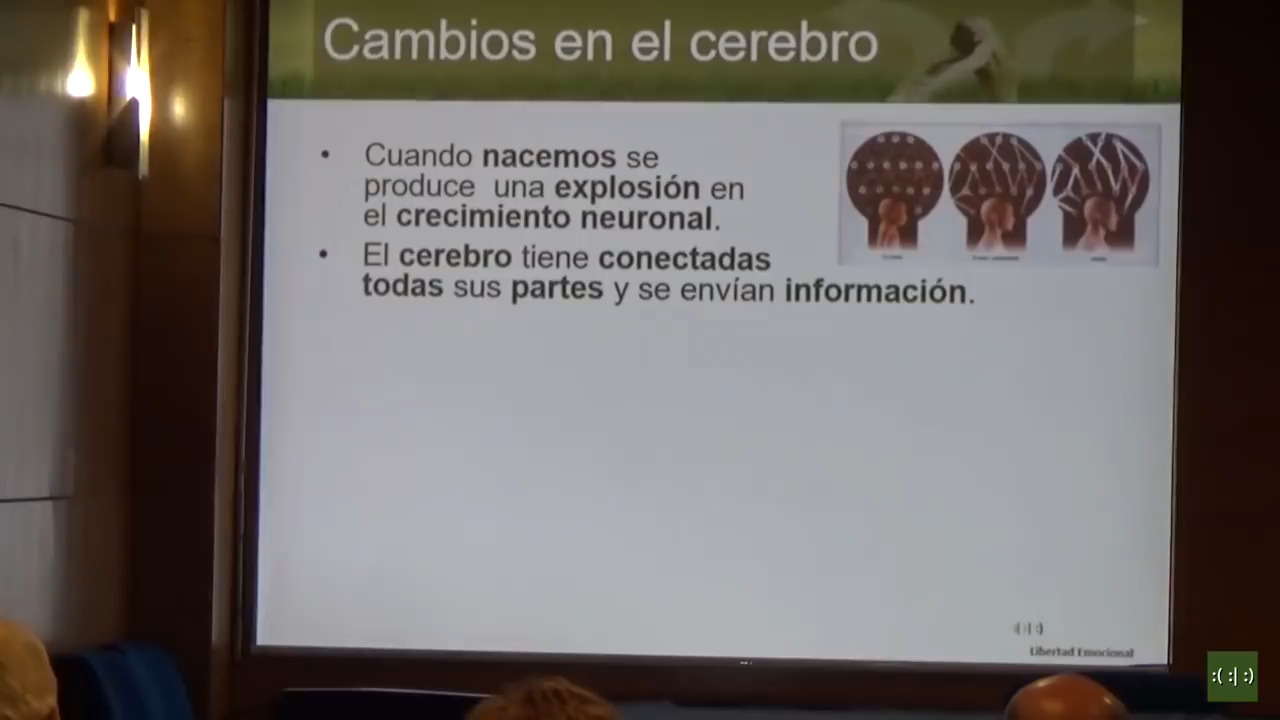 Cambios en el cerebro
• Cuando nacemos se
produce una explosión en
el crecimiento neuronal.
• El cerebro tiene conectadas
todas sus partes y se envían información.
:( :| :)
Libertad Emocional
:( :| :)